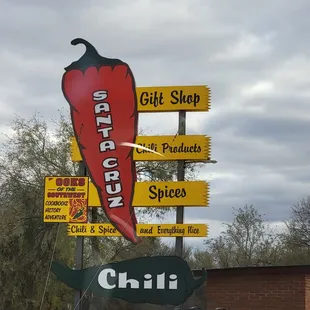 SANTA CRUZ
Gift Shop
Chili Products
Spices
Chili & Spice
and Everything Nice
BOOKS
OF THE
SOUTHWEST
COOKBOOKS
HISTORY
ADVENTURE
Chili